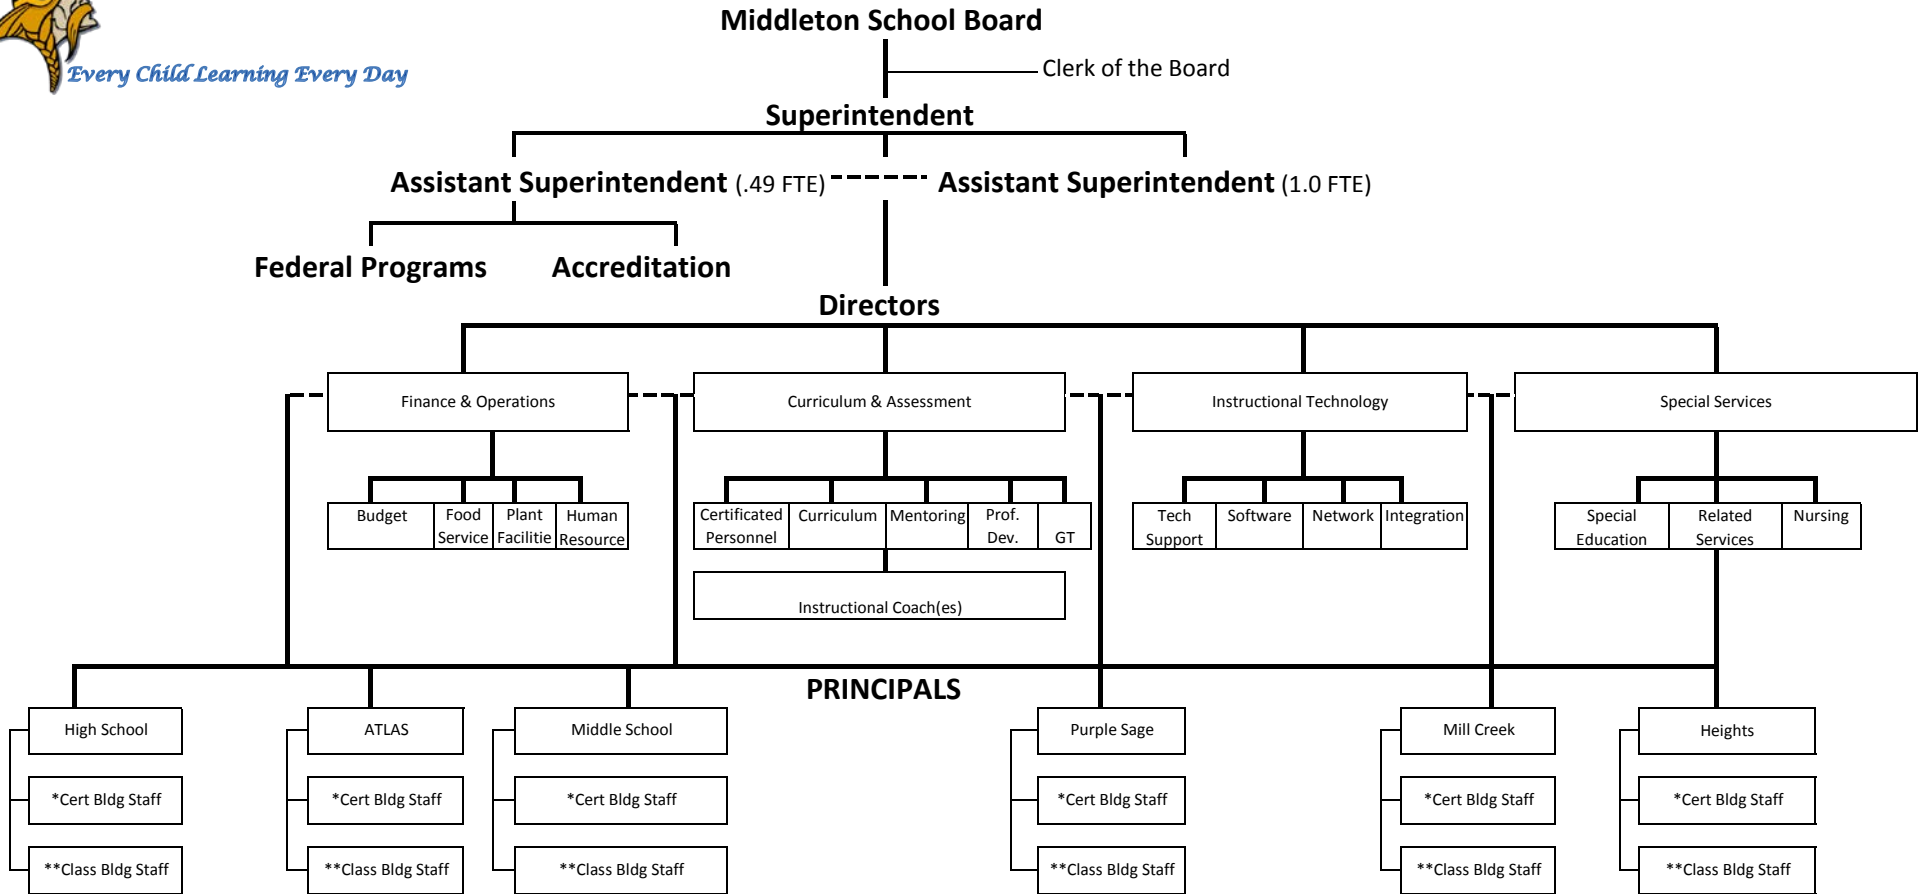 Middleton School Board
Every Child Learning Every Day
Clerk of the Board
Superintendent
Assistant Superintendent (.49 FTE)
Assistant Superintendent (1.0 FTE)
Federal Programs
Accreditation
Directors
Finance & Operations
Curriculum & Assessment
Instructional Technology
Special Services
Budget
Food
Service
Plant
Facilitie
Human
Resource
Certificated
Personnel
Curriculum
Mentoring
Prof.
Dev.
GT
Tech
Support
Software
Network
Integration
Special
Education
Related
Services
Nursing
Instructional Coach(es)
PRINCIPALS
High School
ATLAS
Middle School
Purple Sage
Mill Creek
Heights
*Cert Bldg Staff
*Cert Bldg Staff
*Cert Bldg Staff
*Cert Bldg Staff
*Cert Bldg Staff
*Cert Bldg Staff
**Class Bldg Staff
**Class Bldg Staff
**Class Bldg Staff
**Class Bldg Staff
**Class Bldg Staff
**Class Bldg Staff